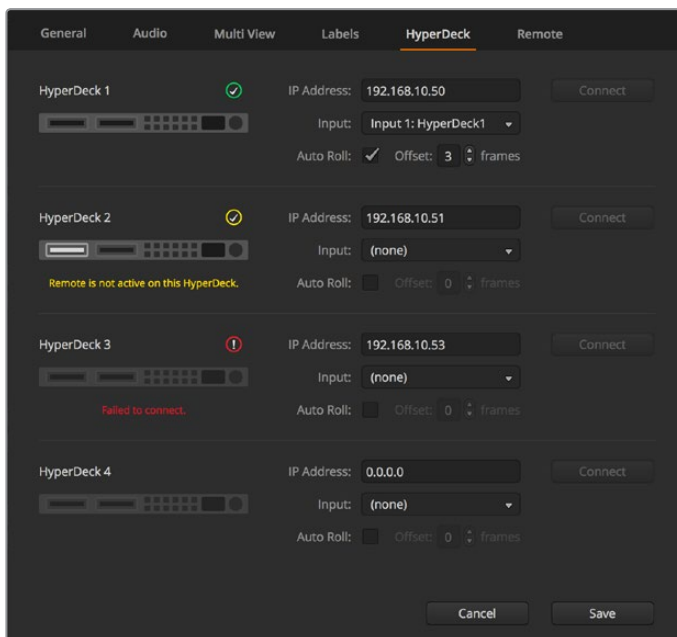 General Audio Multi View Labels HyperDeck Remote
HyperDeck 1 IP Address: 192.168.10.50 Connect
Input: Input 1: HyperDeck1
Auto Roll: Offset: 3 frames
HyperDeck 2 IP Address: 192.168.10.51 Connect
Input: (none)
Remote is not active on this HyperDeck. Auto Roll: Offset: 0 frames
HyperDeck 3 IP Address: 192.168.10.53 Connect
Input: (none)
Failed to connect. Auto Roll: Offset: 0 frames
HyperDeck 4 IP Address: 0.0.0.0 Connect
Input: (none)
Auto Roll: Offset: 0 frames
Cancel Save